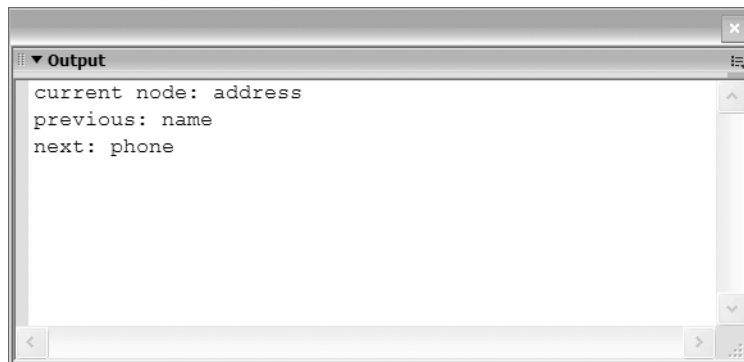 Output
current node: address
previous: name
next: phone